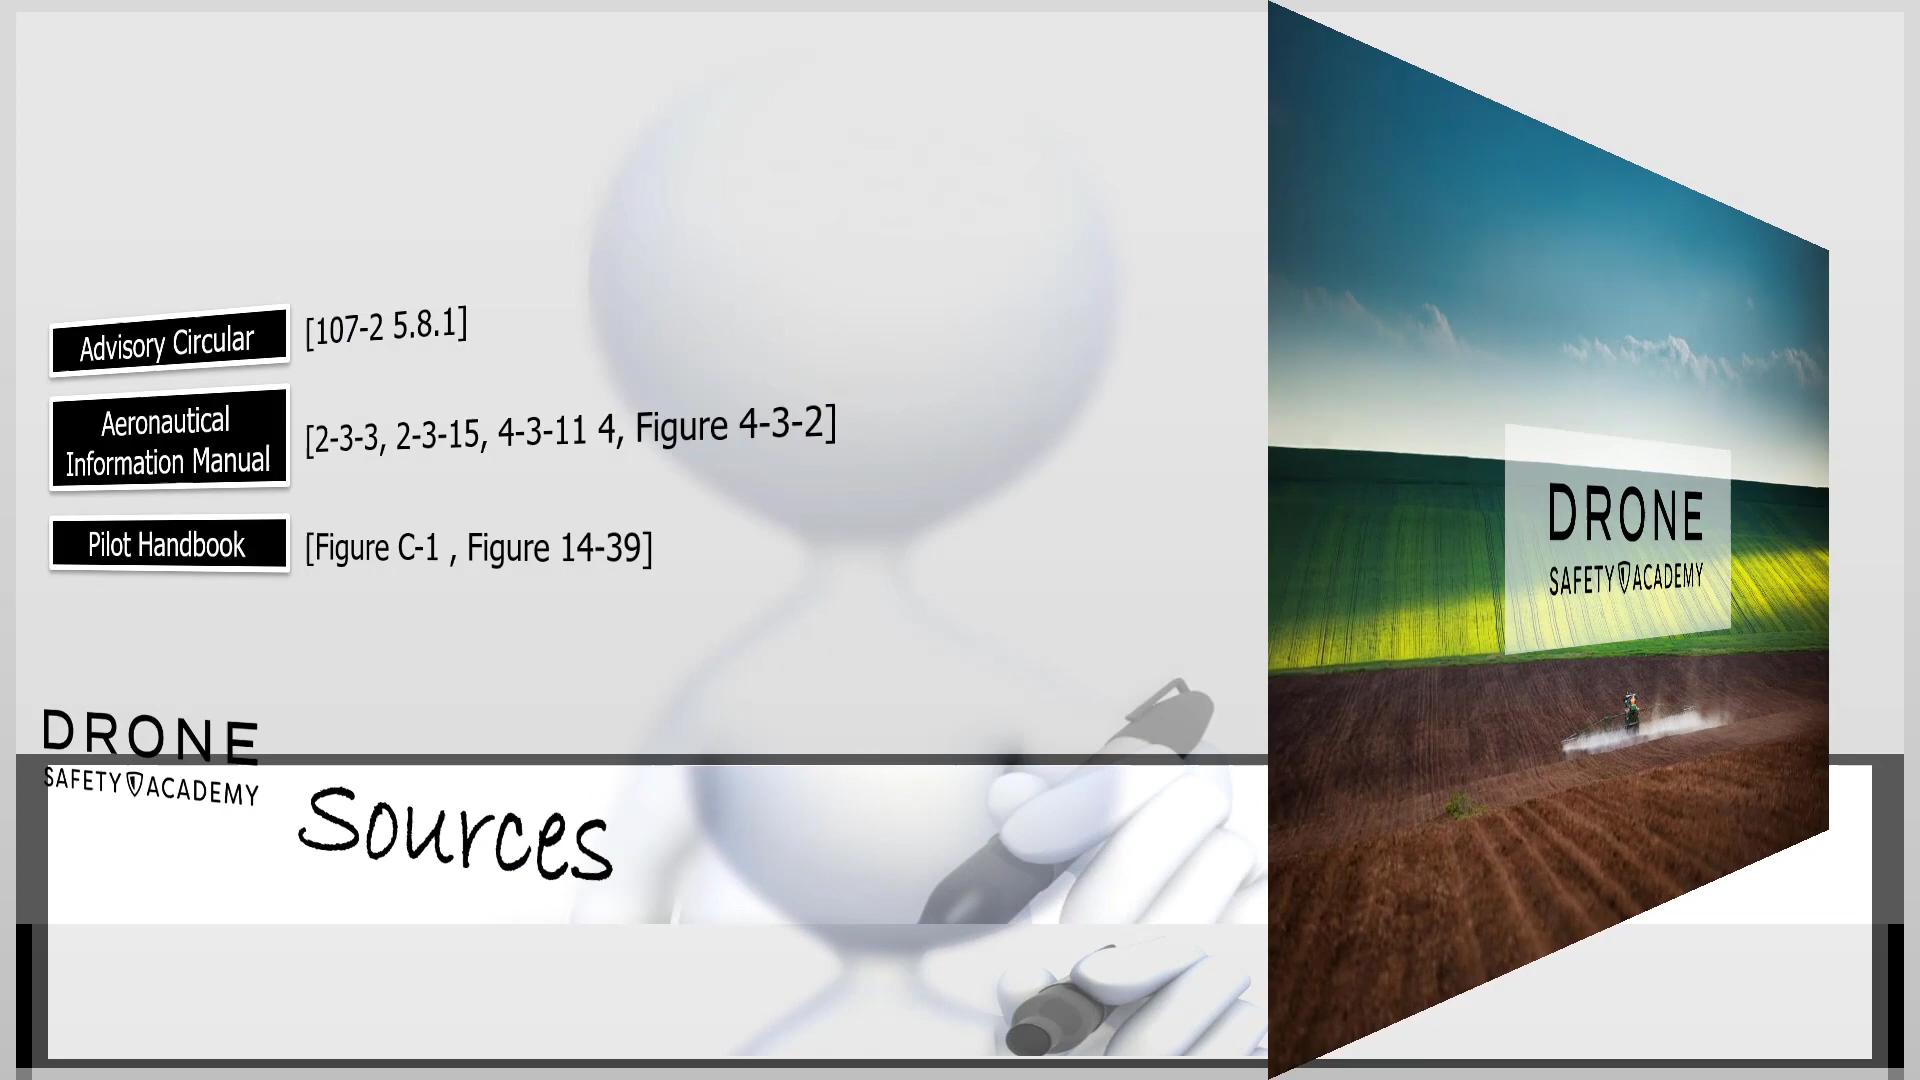 Advisory Circular
[107-2 5.8.1]
Aeronautical
Information Manual
[2-3-3, 2-3-15, 4-3-11 4, Figure 4-3-2]
Pilot Handbook
[Figure C-1 , Figure 14-39]
DRONE
SAFETY ACADEMY
Sources
DRONE
SAFETY ACADEMY